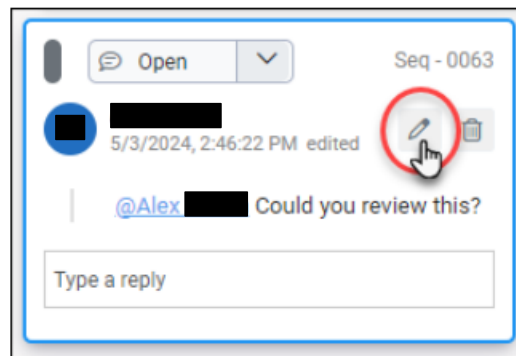 Open
Seq - 0063
5/3/2024, 2:46:22 PM edited
@Alex Could you review this?
Type a reply